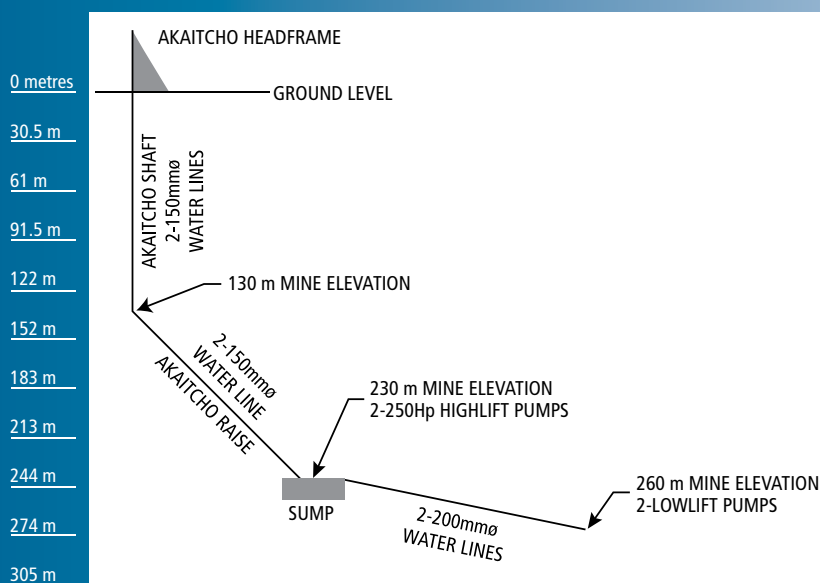 AKAITCHO HEADFRAME
0 metres
GROUND LEVEL
30.5 m
61 m
91.5 m
122 m
152 m
183 m
213 m
244 m
274 m
305 m
AKAITCHO SHAFT
2-150mmø
WATER LINES
130 m MINE ELEVATION
2-150mmø
WATER LINE
AKAITCHO RAISE
230 m MINE ELEVATION
2-250Hp HIGHLIFT PUMPS
SUMP
2-200mmø
WATER LINES
260 m MINE ELEVATION
2-LOWLIFT PUMPS